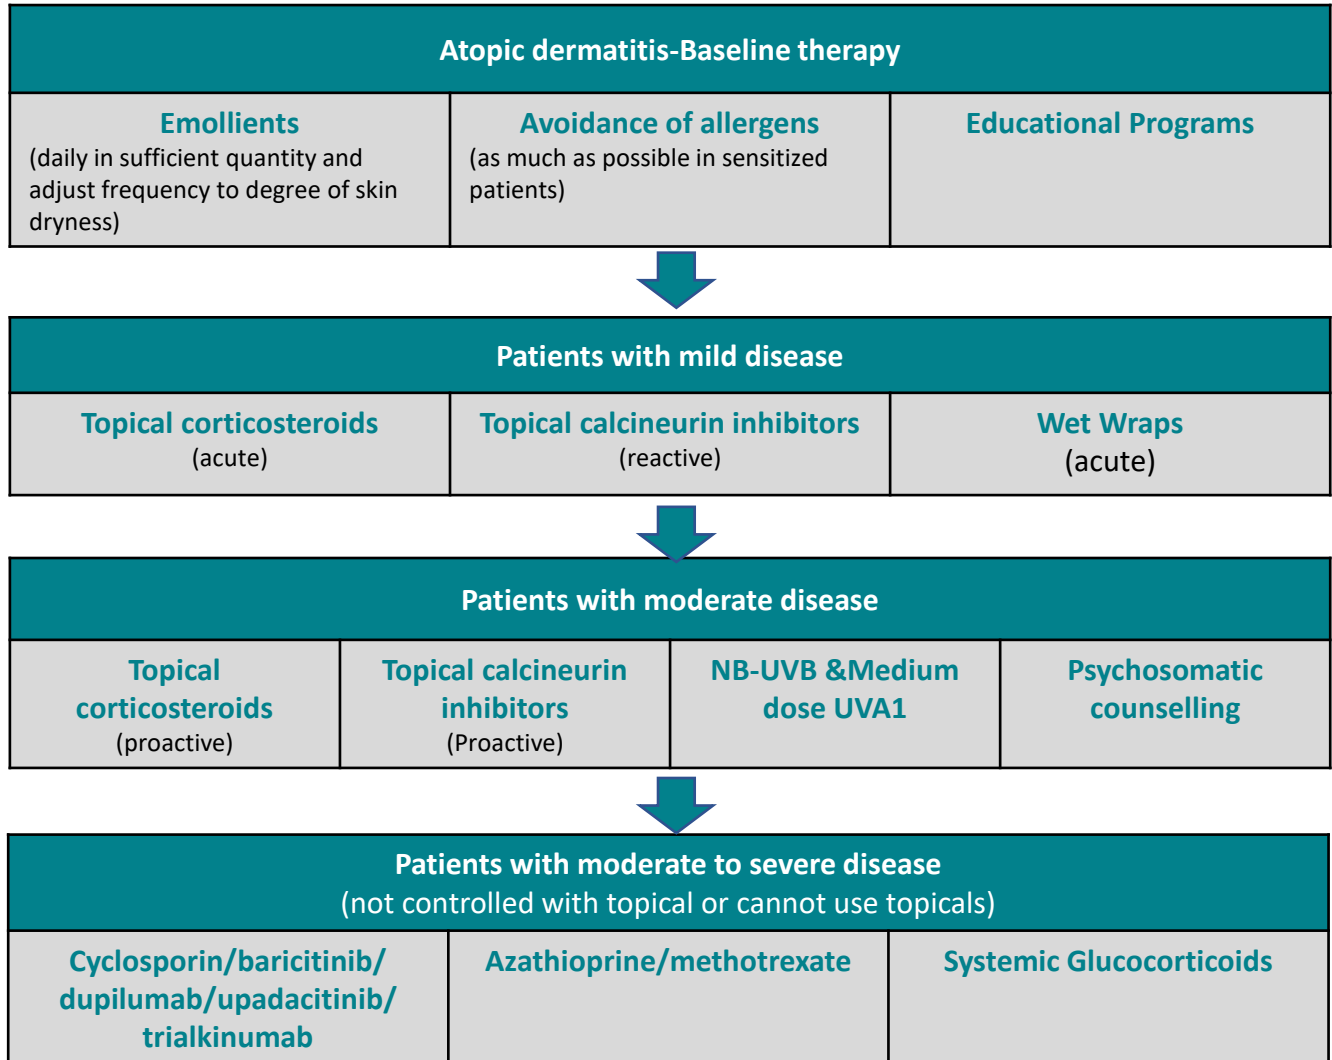 Atopic dermatitis-Baseline therapy
Emollients
(daily in sufficient quantity and
adjust frequency to degree of skin
dryness)
Avoidance of allergens
(as much as possible in sensitized
patients)
Educational Programs
Patients with mild disease
Topical corticosteroids
(acute)
Topical calcineurin inhibitors
(reactive)
Wet Wraps
(acute)
Patients with moderate disease
Topical
corticosteroids
(proactive)
Topical calcineurin
inhibitors
(Proactive)
NB-UVB &Medium
dose UVA1
Psychosomatic
counselling
Patients with moderate to severe disease
(not controlled with topical or cannot use topicals)
Cyclosporin/baricitinib/
dupilumab/upadacitinib/
trialkinumab
Azathioprine/methotrexate
Systemic Glucocorticoids